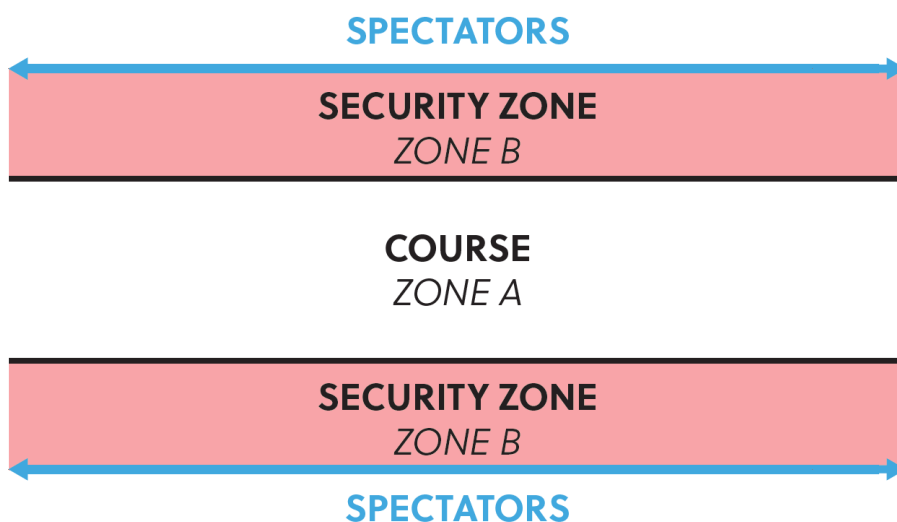 SPECTATORS
SECURITY ZONE
ZONE B
COURSE
ZONE A
SECURITY ZONE
ZONE B
SPECTATORS